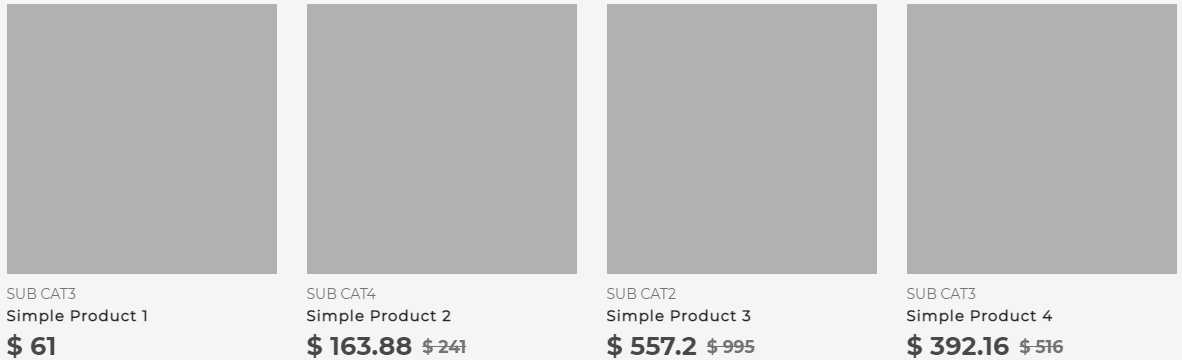 SUB CAT3
Simple Product 1
$ 61
SUB CAT4
Simple Product 2
$ 163.88 $ 241
SUB CAT2
Simple Product 3
$ 557.2 $ 995
SUB CAT3
Simple Product 4
$ 392.16 $ 516